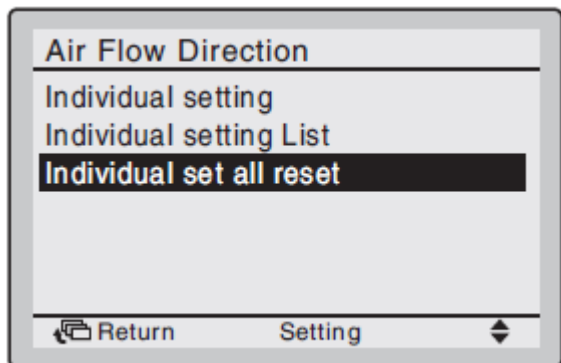 Air Flow Direction
Individual setting
Individual setting List
Individual set all reset
Return Setting